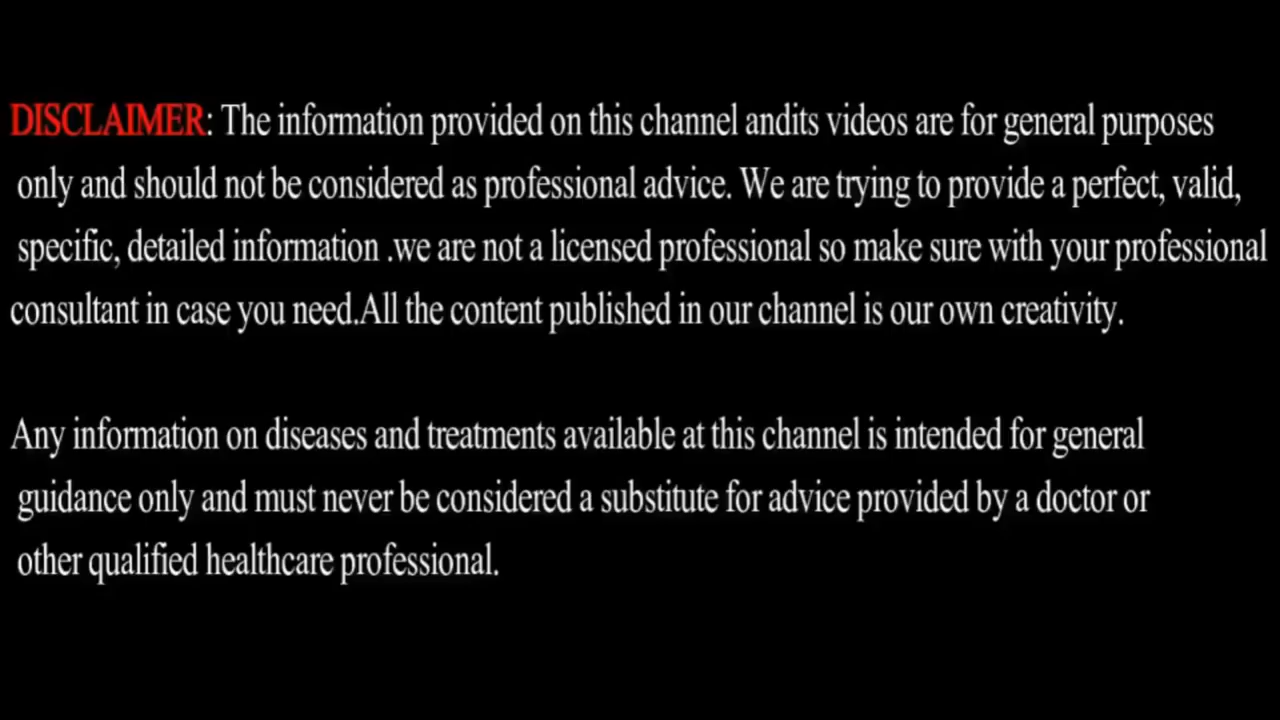 DISCLAIMER: The information provided on this channel andits videos are for general purposes
only and should not be considered as professional advice. We are trying to provide a perfect, valid,
specific, detailed information .we are not a licensed professional so make sure with your professional
consultant in case you need.All the content published in our channel is our own creativity.
Any information on diseases and treatments available at this channel is intended for general
guidance only and must never be considered a substitute for advice provided by a doctor or
other qualified healthcare professional.